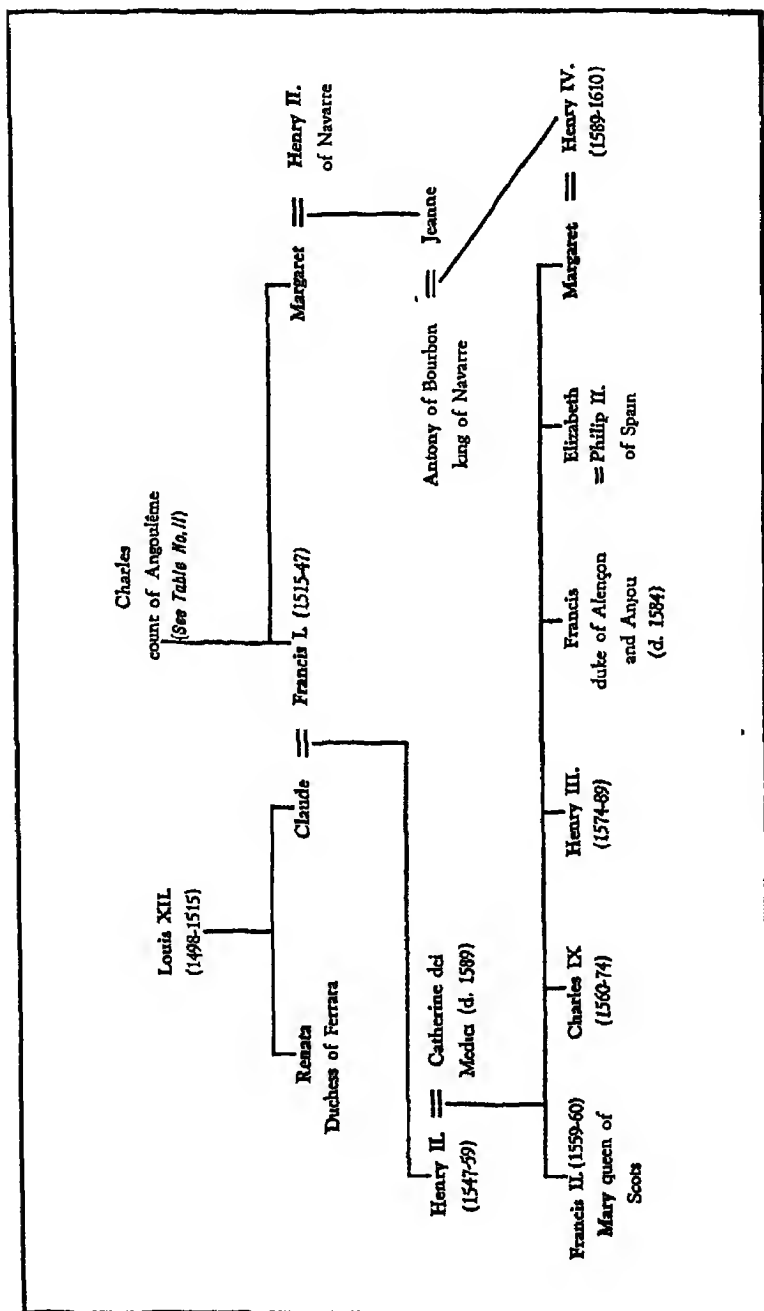 Charles
count of Angoulême
(See Table No, 11)
Louis XII.
(1498-1515)
Renata
Duchess of Ferrara
Claude = Francis I. (1515-47)
Margaret = Henry II.
of Navarre
Antony of Bourbon = Jeanne
king of Navarre
Henry II. = Catherine dei
(1547-59) Medici (d. 1589)
Francis II. (1559-60)
Mary queen of
Scots
Charles IX
(1560-74)
Henry III.
(1574-89)
Francis
duke of Alençon
and Anjou
(d. 1584)
Elizabeth
= Philip II.
of Spain
Margaret = Henry IV.
(1589-1610)